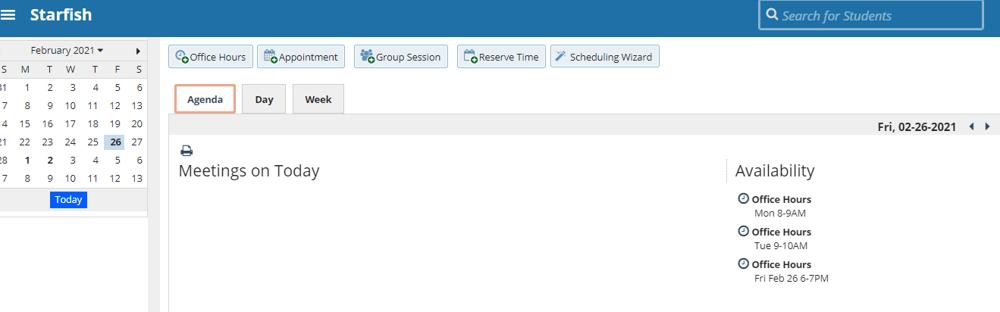 Starfish
Search for Students
February 2021
S M T W T F S
31 1 2 3 4 5 6
7 8 9 10 11 12 13
14 15 16 17 18 19 20
21 22 23 24 25 26 27
28 1 2 3 4 5 6
7 8 9 10 11 12 13
Today
Office Hours Appointment Group Session Reserve Time Scheduling Wizard
Agenda Day Week
Fri, 02-26-2021
Meetings on Today
Availability
Office Hours
Mon 8-9AM
Office Hours
Tue 9-10AM
Office Hours
Fri Feb 26 6-7PM